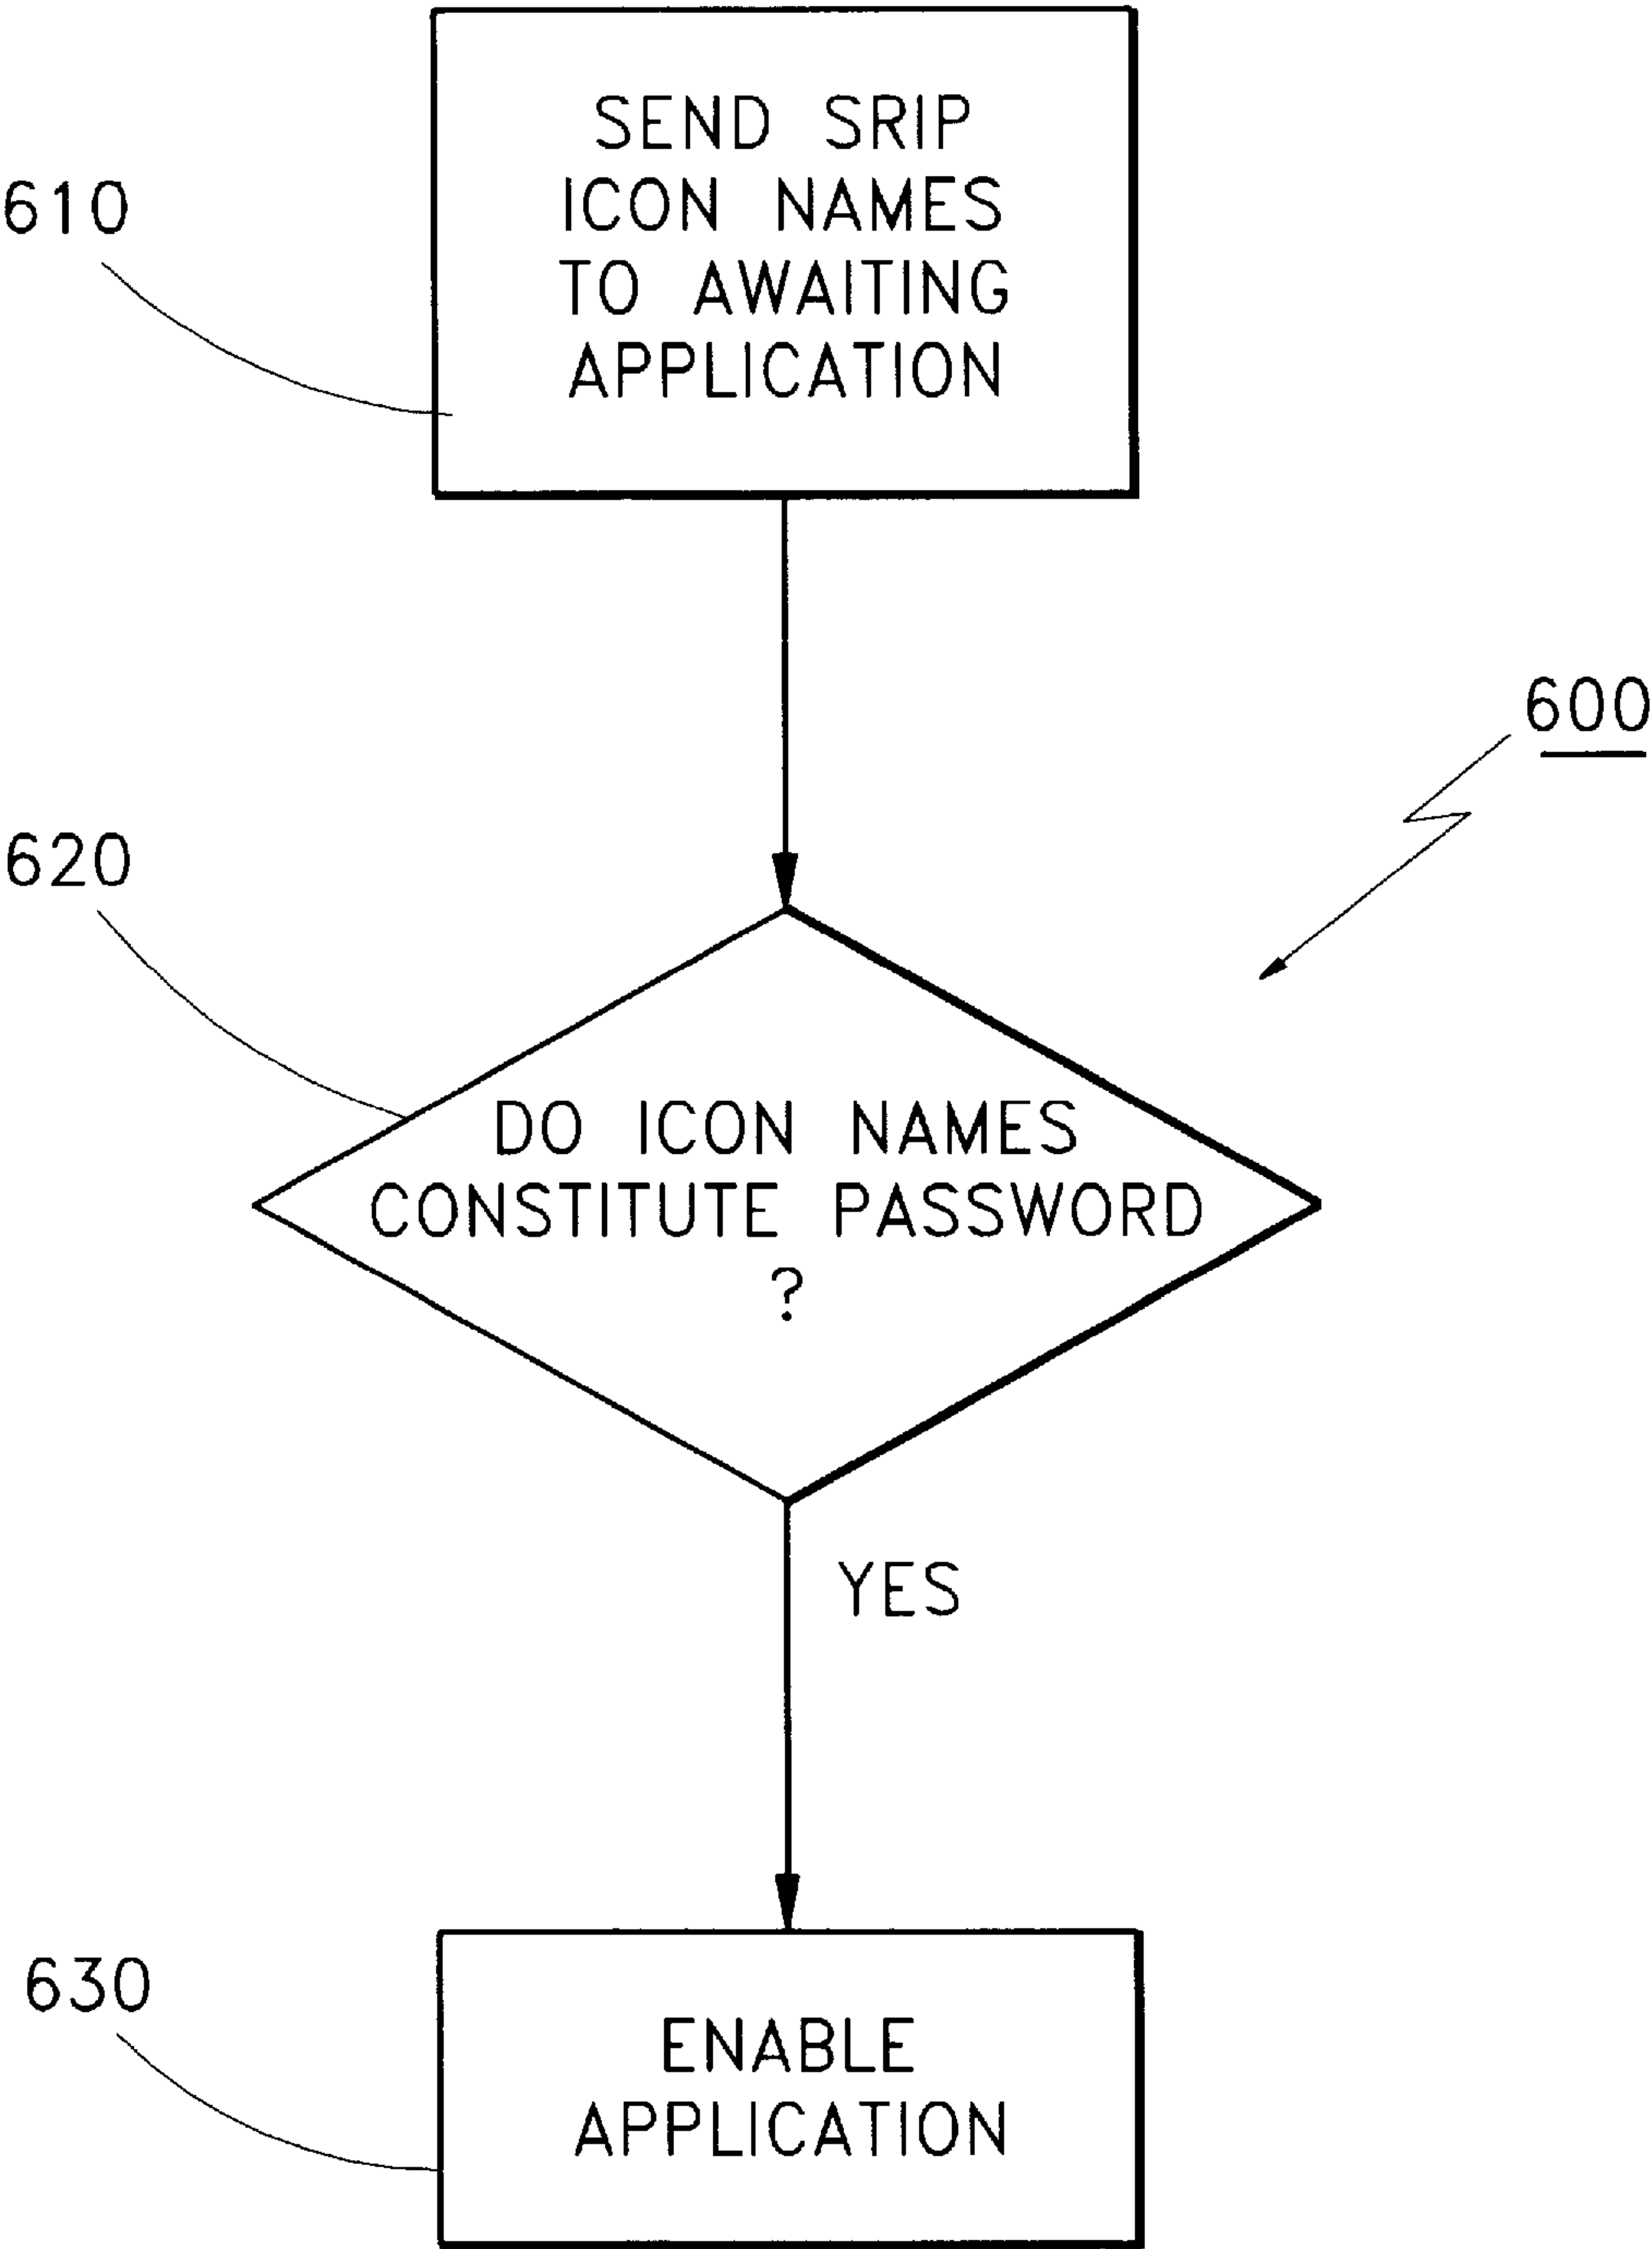 SEND SRIP
ICON NAMES
TO AWAITING
APPLICATION
610
600
620
DO ICON NAMES
CONSTITUTE PASSWORD
?
YES
630
ENABLE
APPLICATION